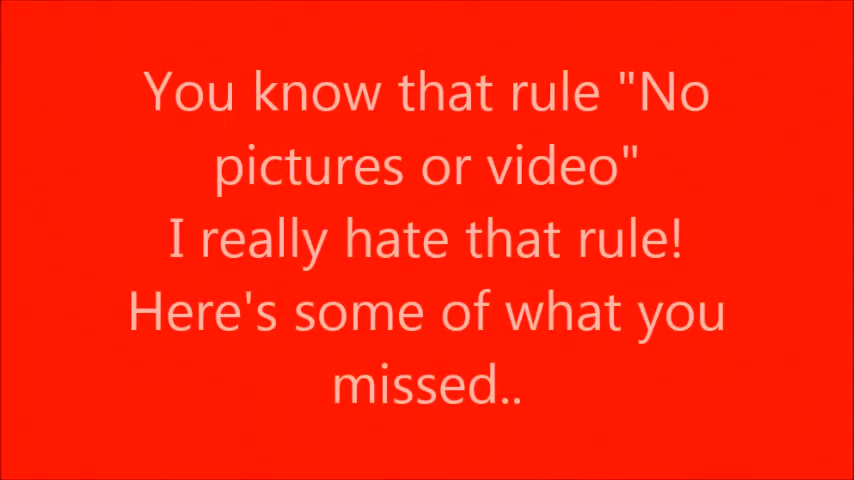 You know that rule "No
pictures or video"
I really hate that rule!
Here's some of what you
missed..